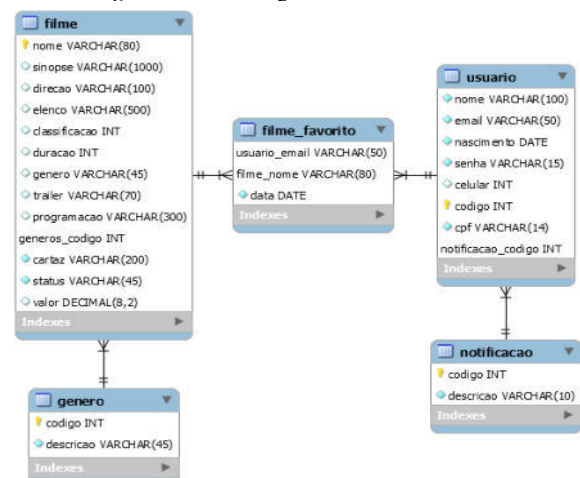 filme
nome VARCHAR(80)
sinopse VARCHAR(1000)
direcao VARCHAR(100)
elenco VARCHAR(500)
classificacao INT
duracao INT
genero VARCHAR(45)
trailer VARCHAR(70)
programacao VARCHAR(300)
generos_codigo INT
cartaz VARCHAR(200)
status VARCHAR(45)
valor DECIMAL(8,2)
Indexes
filme_favorito
usuario_email VARCHAR(50)
filme_nome VARCHAR(80)
data DATE
Indexes
usuario
nome VARCHAR(100)
email VARCHAR(50)
nascimento DATE
senha VARCHAR(15)
celular INT
codigo INT
cpf VARCHAR(14)
notificacao_codigo INT
Indexes
genero
codigo INT
descricao VARCHAR(45)
Indexes
notificacao
codigo INT
descricao VARCHAR(10)
Indexes